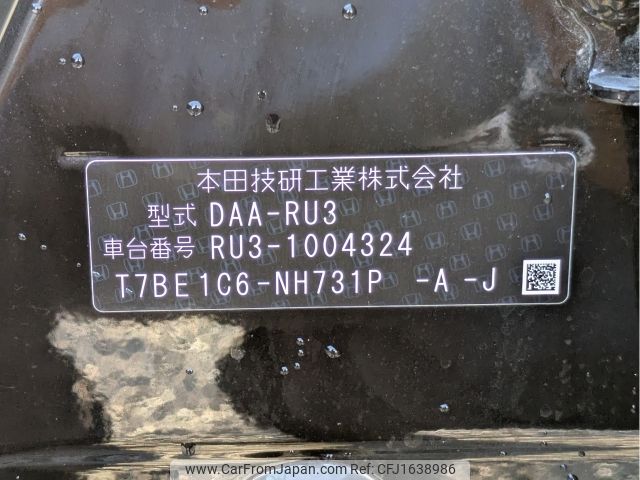 本田技研工業株式会社
型式 DAA-RU3
車台番号 RU3-1004324
T7BE1C6-NH731P -A -J
www.CarFromJapan.com Ref:CFJ1638986